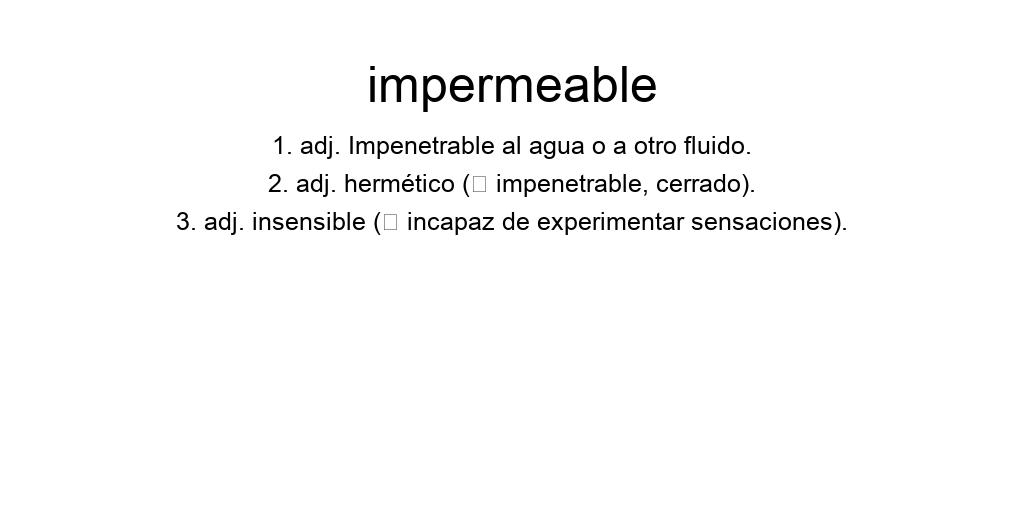 impermeable
1. adj. Impenetrable al agua o a otro fluido.
2. adj. hermético (□ impenetrable, cerrado).
3. adj. insensible (□ incapaz de experimentar sensaciones).